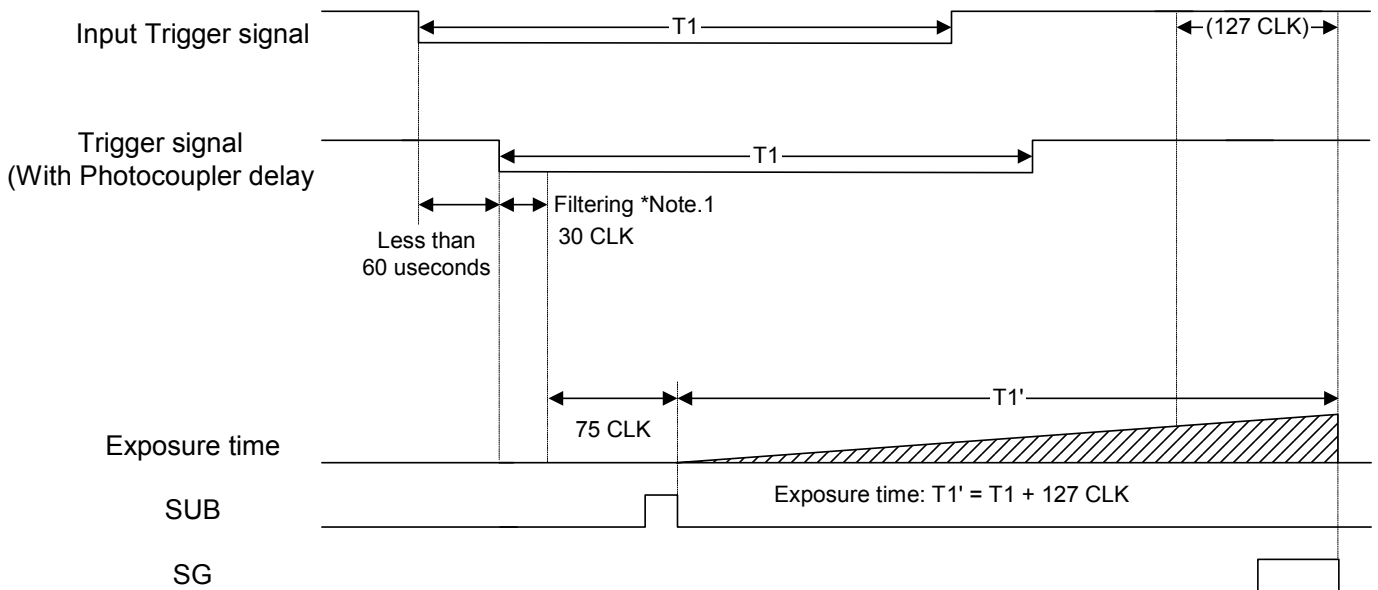 Input Trigger signal
T1
(127 CLK)
Trigger signal
(With Photocoupler delay
T1
Filtering *Note.1
30 CLK
Less than
60 useconds
T1'
75 CLK
Exposure time
Exposure time: T1' = T1 + 127 CLK
SUB
SG